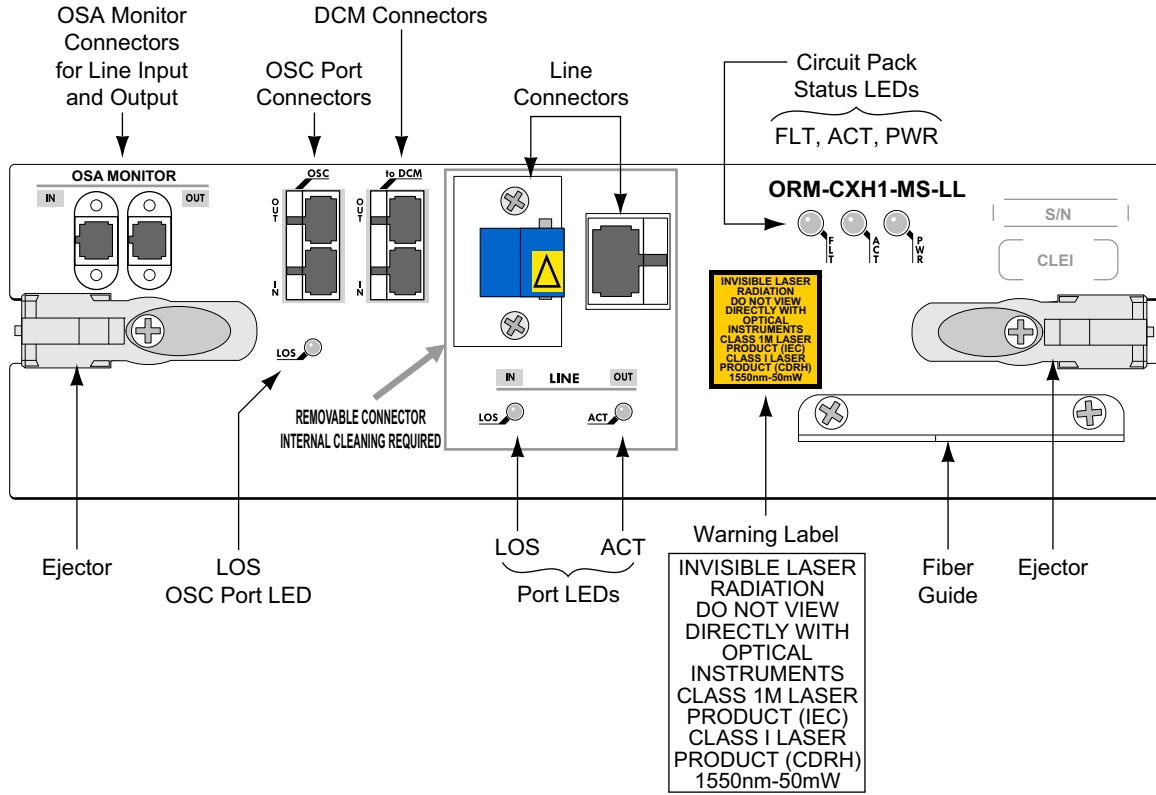 OSA Monitor
Connectors
for Line Input
and Output
OSC Port
Connectors
DCM Connectors
Line
Connectors
Circuit Pack
Status LEDs
FLT, ACT, PWR
OSA MONITOR
IN
OUT
OSC
OUT
IN
to DCM
OUT
IN
LOS
REMOVABLE CONNECTOR
INTERNAL CLEANING REQUIRED
IN LINE OUT
LOS
ACT
ORM-CXH1-MS-LL
FLT
ACT
PWR
S/N
CLEI
INVISIBLE LASER
RADIATION
DO NOT VIEW
DIRECTLY WITH
OPTICAL
INSTRUMENTS
CLASS 1M LASER
PRODUCT (IEC)
CLASS I LASER
PRODUCT (CDRH)
1550nm-50mW
Ejector
LOS
OSC Port LED
LOS
ACT
Port LEDs
Warning Label
INVISIBLE LASER
RADIATION
DO NOT VIEW
DIRECTLY WITH
OPTICAL
INSTRUMENTS
CLASS 1M LASER
PRODUCT (IEC)
CLASS I LASER
PRODUCT (CDRH)
1550nm-50mW
Fiber
Guide
Ejector